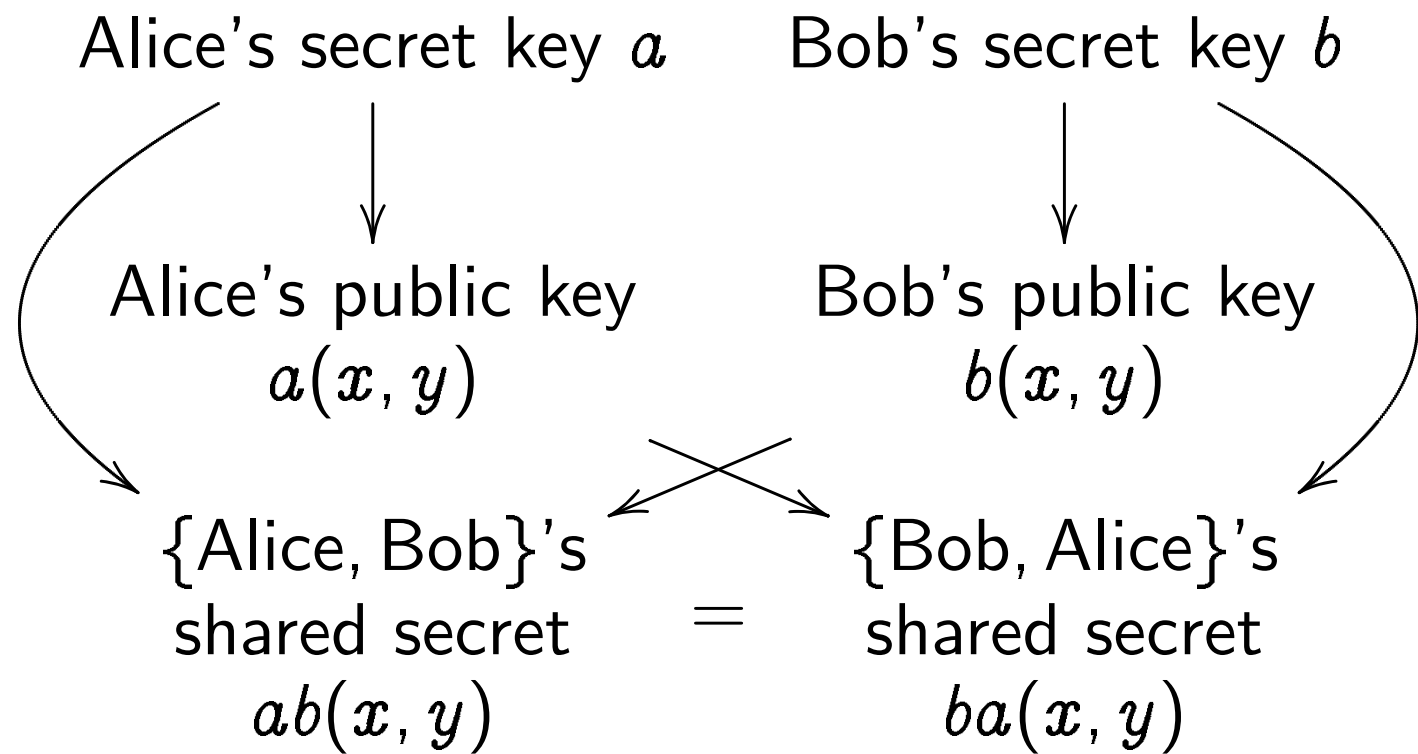 Alice's secret key a
Bob's secret key b
Alice's public key
a(x, y)
Bob's public key
b(x, y)
{Alice, Bob}'s
shared secret
ab(x, y)
=
{Bob, Alice}'s
shared secret
ba(x, y)